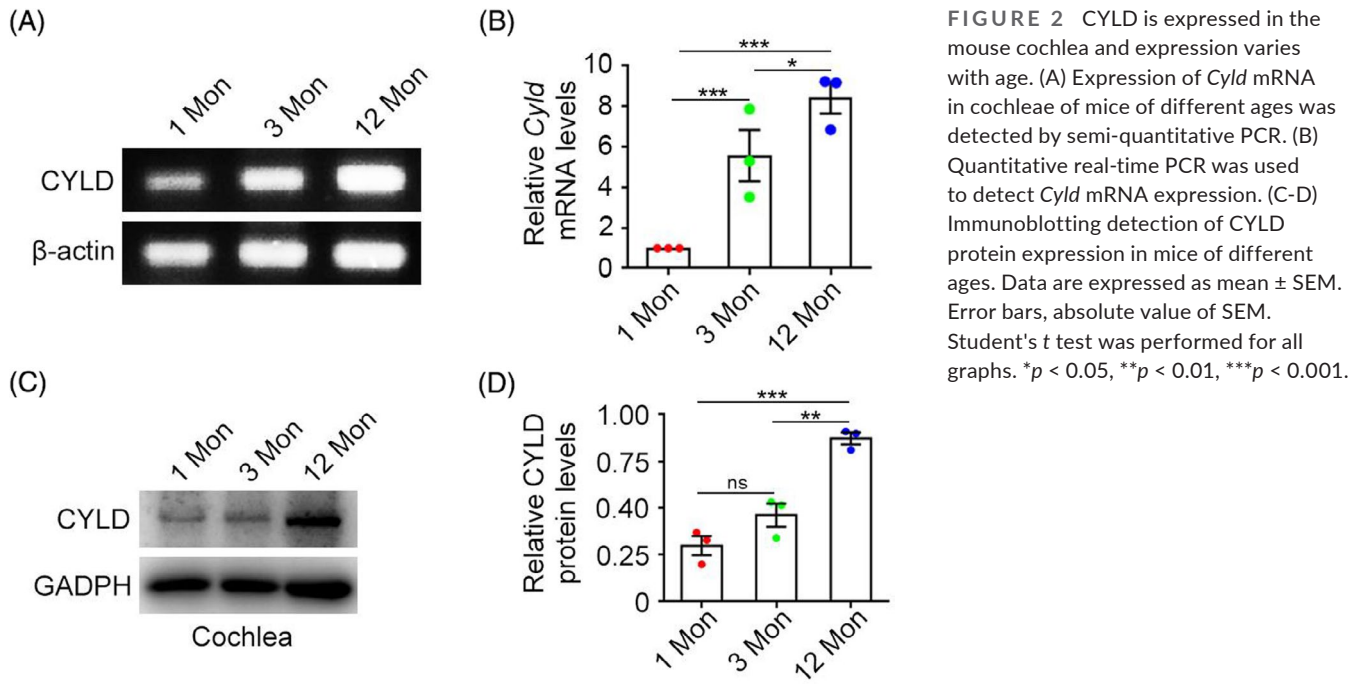 (A)
1 Mon
3 Mon
12 Mon
CYLD
β-actin
(B)
Relative Cyld
mRNA levels
10
8
6
4
2
0
***
*
***
1 Mon
3 Mon
12 Mon
(C)
1 Mon
3 Mon
12 Mon
CYLD
GADPH
Cochlea
(D)
Relative CYLD
protein levels
1.00
0.75
0.40
0.25
0
***
**
ns
1 Mon
3 Mon
12 Mon
FIGURE 2 CYLD is expressed in the
mouse cochlea and expression varies
with age. (A) Expression of Cyld mRNA
in cochleae of mice of different ages was
detected by semi-quantitative PCR. (B)
Quantitative real-time PCR was used
to detect Cyld mRNA expression. (C-D)
Immunoblotting detection of CYLD
protein expression in mice of different
ages. Data are expressed as mean ± SEM.
Error bars, absolute value of SEM.
Student's t test was performed for all
graphs. *p < 0.05, **p < 0.01, ***p < 0.001.